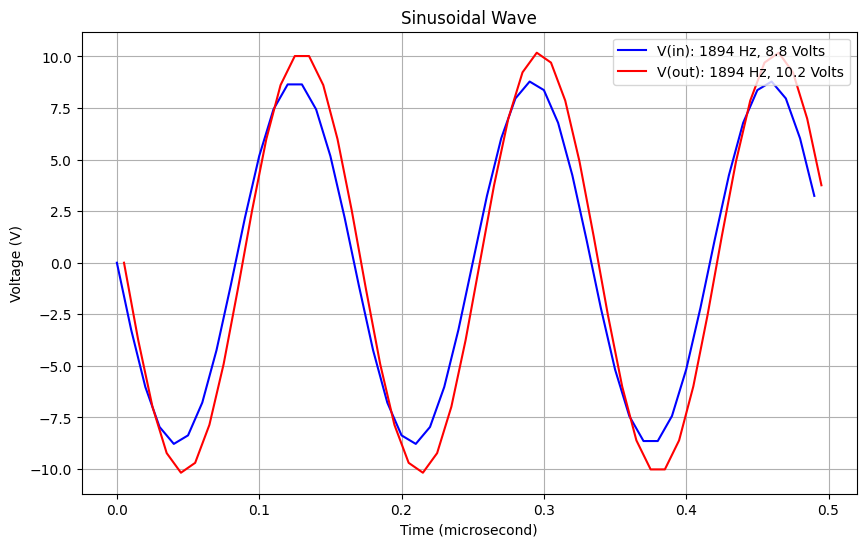 Sinusoidal Wave
V(in): 1894 Hz, 8.8 Volts
V(out): 1894 Hz, 10.2 Volts
Voltage (V)
10.0
7.5
5.0
2.5
0.0
−2.5
−5.0
−7.5
−10.0
0.0 0.1 0.2 0.3 0.4 0.5
Time (microsecond)